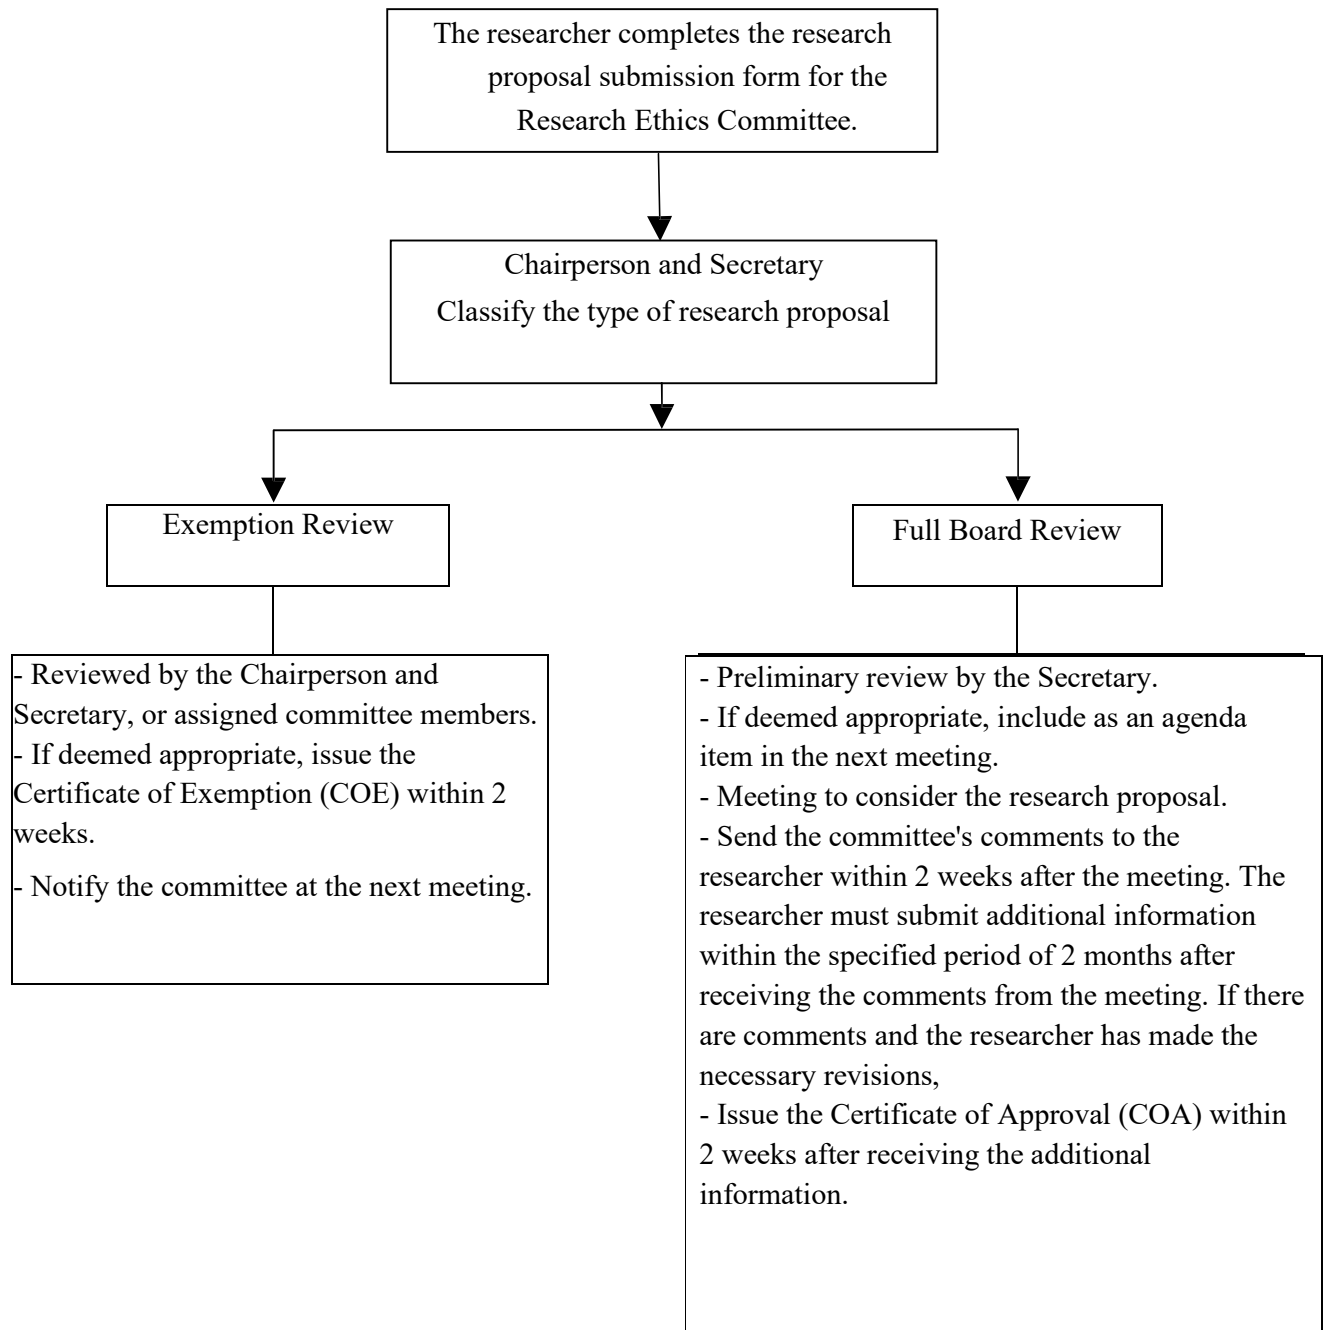 The researcher completes the research
proposal submission form for the
Research Ethics Committee.
Chairperson and Secretary
Classify the type of research proposal
Exemption Review
Full Board Review
- Reviewed by the Chairperson and
Secretary, or assigned committee members.
- If deemed appropriate, issue the
Certificate of Exemption (COE) within 2
weeks.
- Notify the committee at the next meeting.
- Preliminary review by the Secretary.
- If deemed appropriate, include as an agenda
item in the next meeting.
- Meeting to consider the research proposal.
- Send the committee's comments to the
researcher within 2 weeks after the meeting. The
researcher must submit additional information
within the specified period of 2 months after
receiving the comments from the meeting. If there
are comments and the researcher has made the
necessary revisions,
- Issue the Certificate of Approval (COA) within
2 weeks after receiving the additional
information.